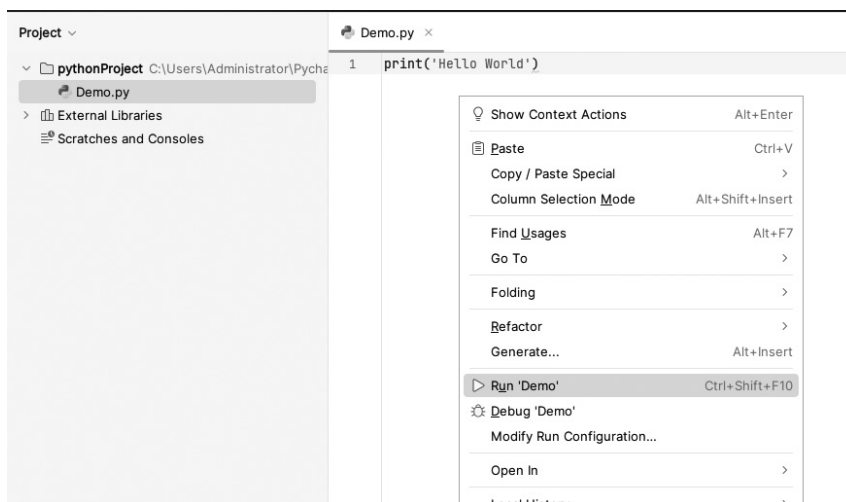 Project
pythonProject C:\Users\Administrator\Pycha
Demo.py
External Libraries
Scratches and Consoles
Demo.py ×
1 print('Hello World')
Show Context Actions Alt+Enter
Paste Ctrl+V
Copy / Paste Special
Column Selection Mode Alt+Shift+Insert
Find Usages Alt+F7
Go To
Folding
Refactor
Generate... Alt+Insert
Run 'Demo' Ctrl+Shift+F10
Debug 'Demo'
Modify Run Configuration...
Open In